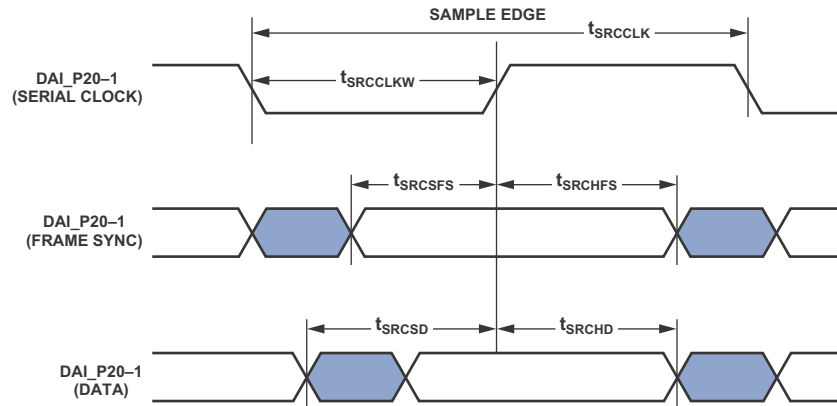 SAMPLE EDGE
tSRCCLK
DAI_P20–1
(SERIAL CLOCK)
tSRCCLKW
DAI_P20–1
(FRAME SYNC)
tSRCSFS
tSRCHFS
DAI_P20–1
(DATA)
tSRCSD
tSRCHD